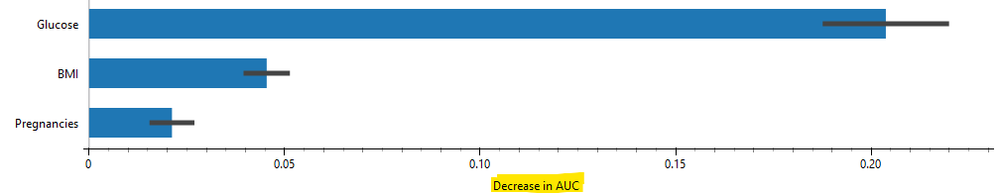 Glucose
BMI
Pregnancies
0 0.05 0.10 0.15 0.20
Decrease in AUC